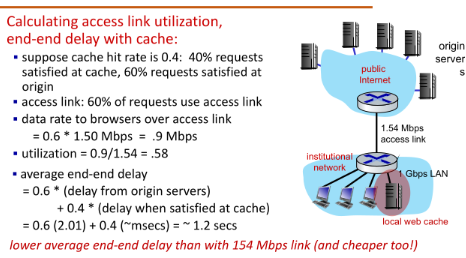 Calculating access link utilization,
end-end delay with cache:
▪ suppose cache hit rate is 0.4: 40% requests
satisfied at cache, 60% requests satisfied at
origin
▪ access link: 60% of requests use access link
▪ data rate to browsers over access link
= 0.6 * 1.50 Mbps = .9 Mbps
▪ utilization = 0.9/1.54 = .58
▪ average end-end delay
= 0.6 * (delay from origin servers)
+ 0.4 * (delay when satisfied at cache)
= 0.6 (2.01) + 0.4 (~msecs) = ~ 1.2 secs
lower average end-end delay than with 154 Mbps link (and cheaper too!)
origin
server
s
public
Internet
1.54 Mbps
access link
institutional
network
1 Gbps LAN
local web cache